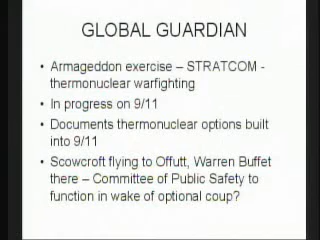 GLOBAL GUARDIAN
• Armageddon exercise – STRATCOM -
thermonuclear warfighting
• In progress on 9/11
• Documents thermonuclear options built
into 9/11
• Scowcroft flying to Offutt, Warren Buffet
there – Committee of Public Safety to
function in wake of optional coup?